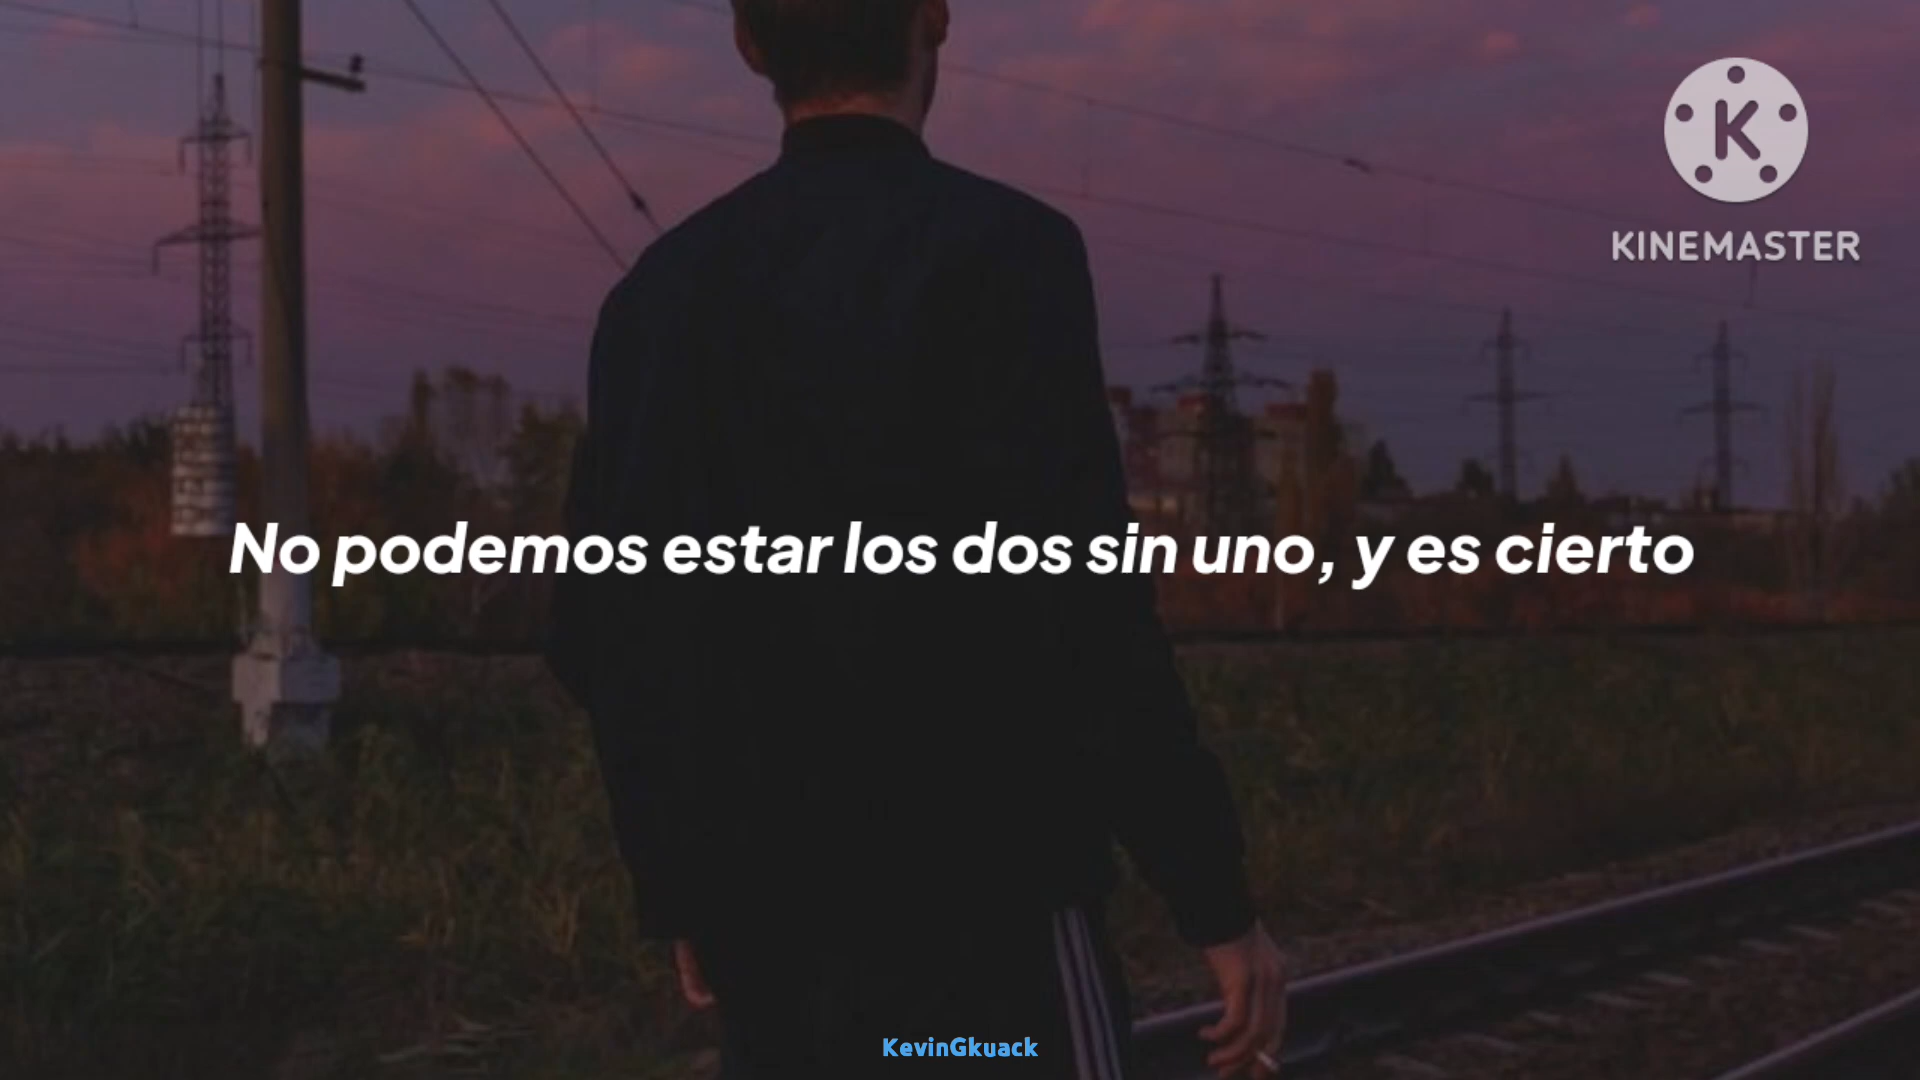 K
KINEMASTER
No podemos estar los dos sin uno, y es cierto
KevinGkuack